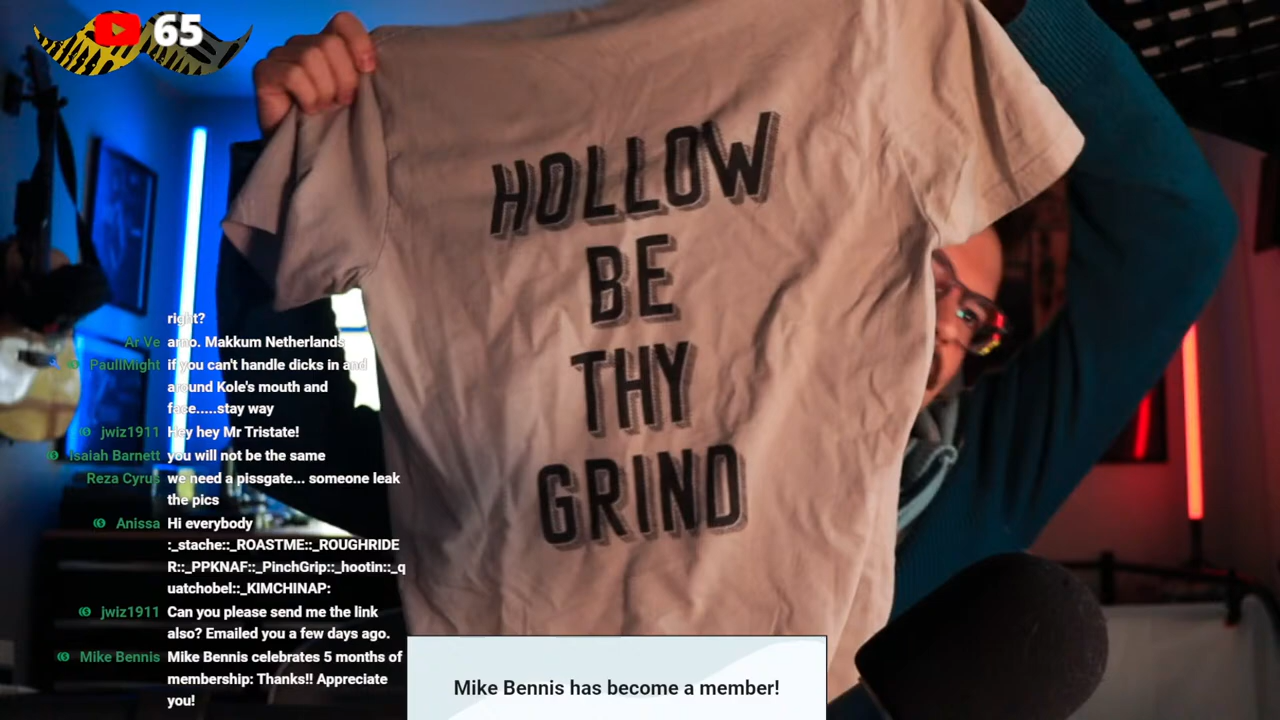 65
HOLLOW
BE
THY
GRIND
right?
Ar Ve amo. Makkum Netherlands
PaullMight if you can't handle dicks in and
around Kole's mouth and
face.....stay way
jwiz1911 Hey hey Mr Tristate!
Isaiah Barnett you will not be the same
Reza Cyrus we need a pissgate... someone leak
the pics
Anissa Hi everybody
:_stache::_ROASTME::_ROUGHRIDE
R::_PPKNAF::_PinchGrip::_hootin::_q
uatchobel::_KIMCHINAP:
jwiz1911 Can you please send me the link
also? Emailed you a few days ago.
Mike Bennis Mike Bennis celebrates 5 months of
membership: Thanks!! Appreciate
you!
Mike Bennis has become a member!